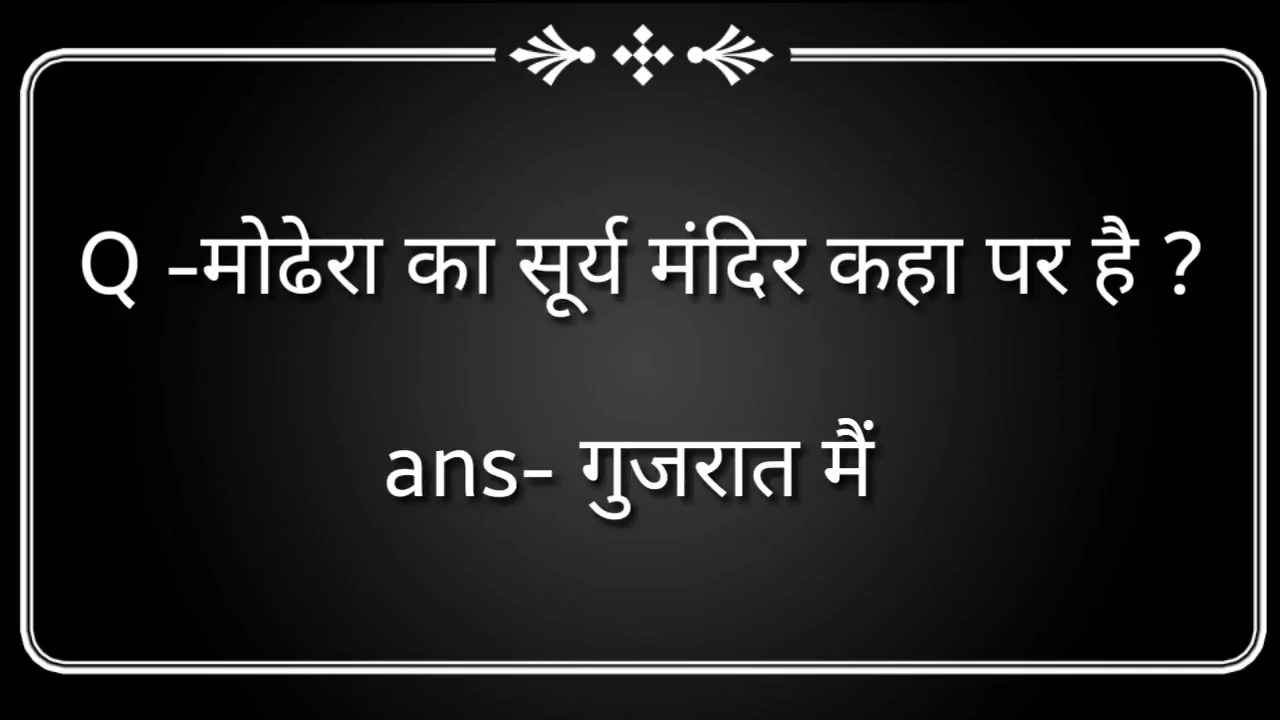 Q -मोढेरा का सूर्य मंदिर कहा पर है ?
ans- गुजरात मैं